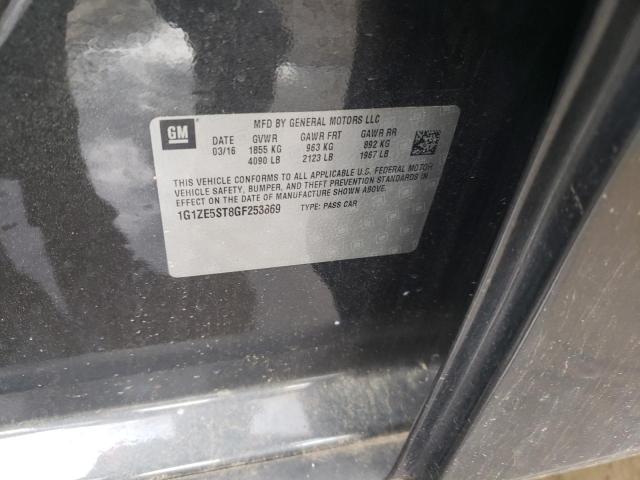 GM
MFD BY GENERAL MOTORS LLC
DATE GVWR GAWR FRT GAWR RR
03/16 1855 KG 963 KG 892 KG
4090 LB 2123 LB 1967 LB
THIS VEHICLE CONFORMS TO ALL APPLICABLE U.S. FEDERAL MOTOR
VEHICLE SAFETY, BUMPER, AND THEFT PREVENTION STANDARDS IN
EFFECT ON THE DATE OF MANUFACTURE SHOWN ABOVE.
1G1ZE5ST8GF253869 TYPE: PASS CAR